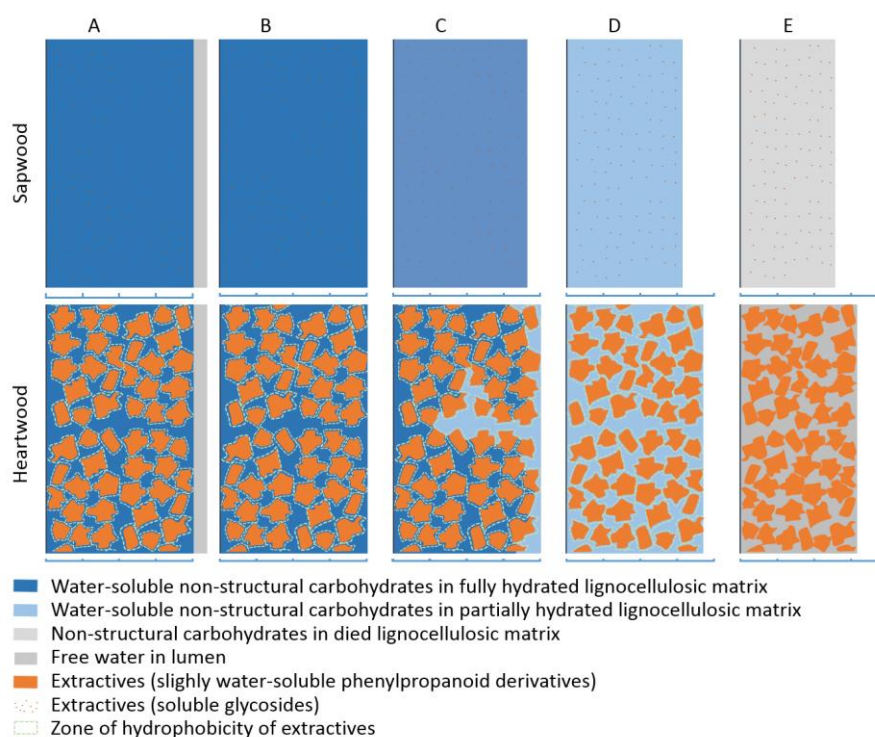 A B C D E
Sapwood
Heartwood
Water-soluble non-structural carbohydrates in fully hydrated lignocellulosic matrix
Water-soluble non-structural carbohydrates in partially hydrated lignocellulosic matrix
Non-structural carbohydrates in died lignocellulosic matrix
Free water in lumen
Extractives (slighly water-soluble phenylpropanoid derivatives)
Extractives (soluble glycosides)
Zone of hydrophobicity of extractives